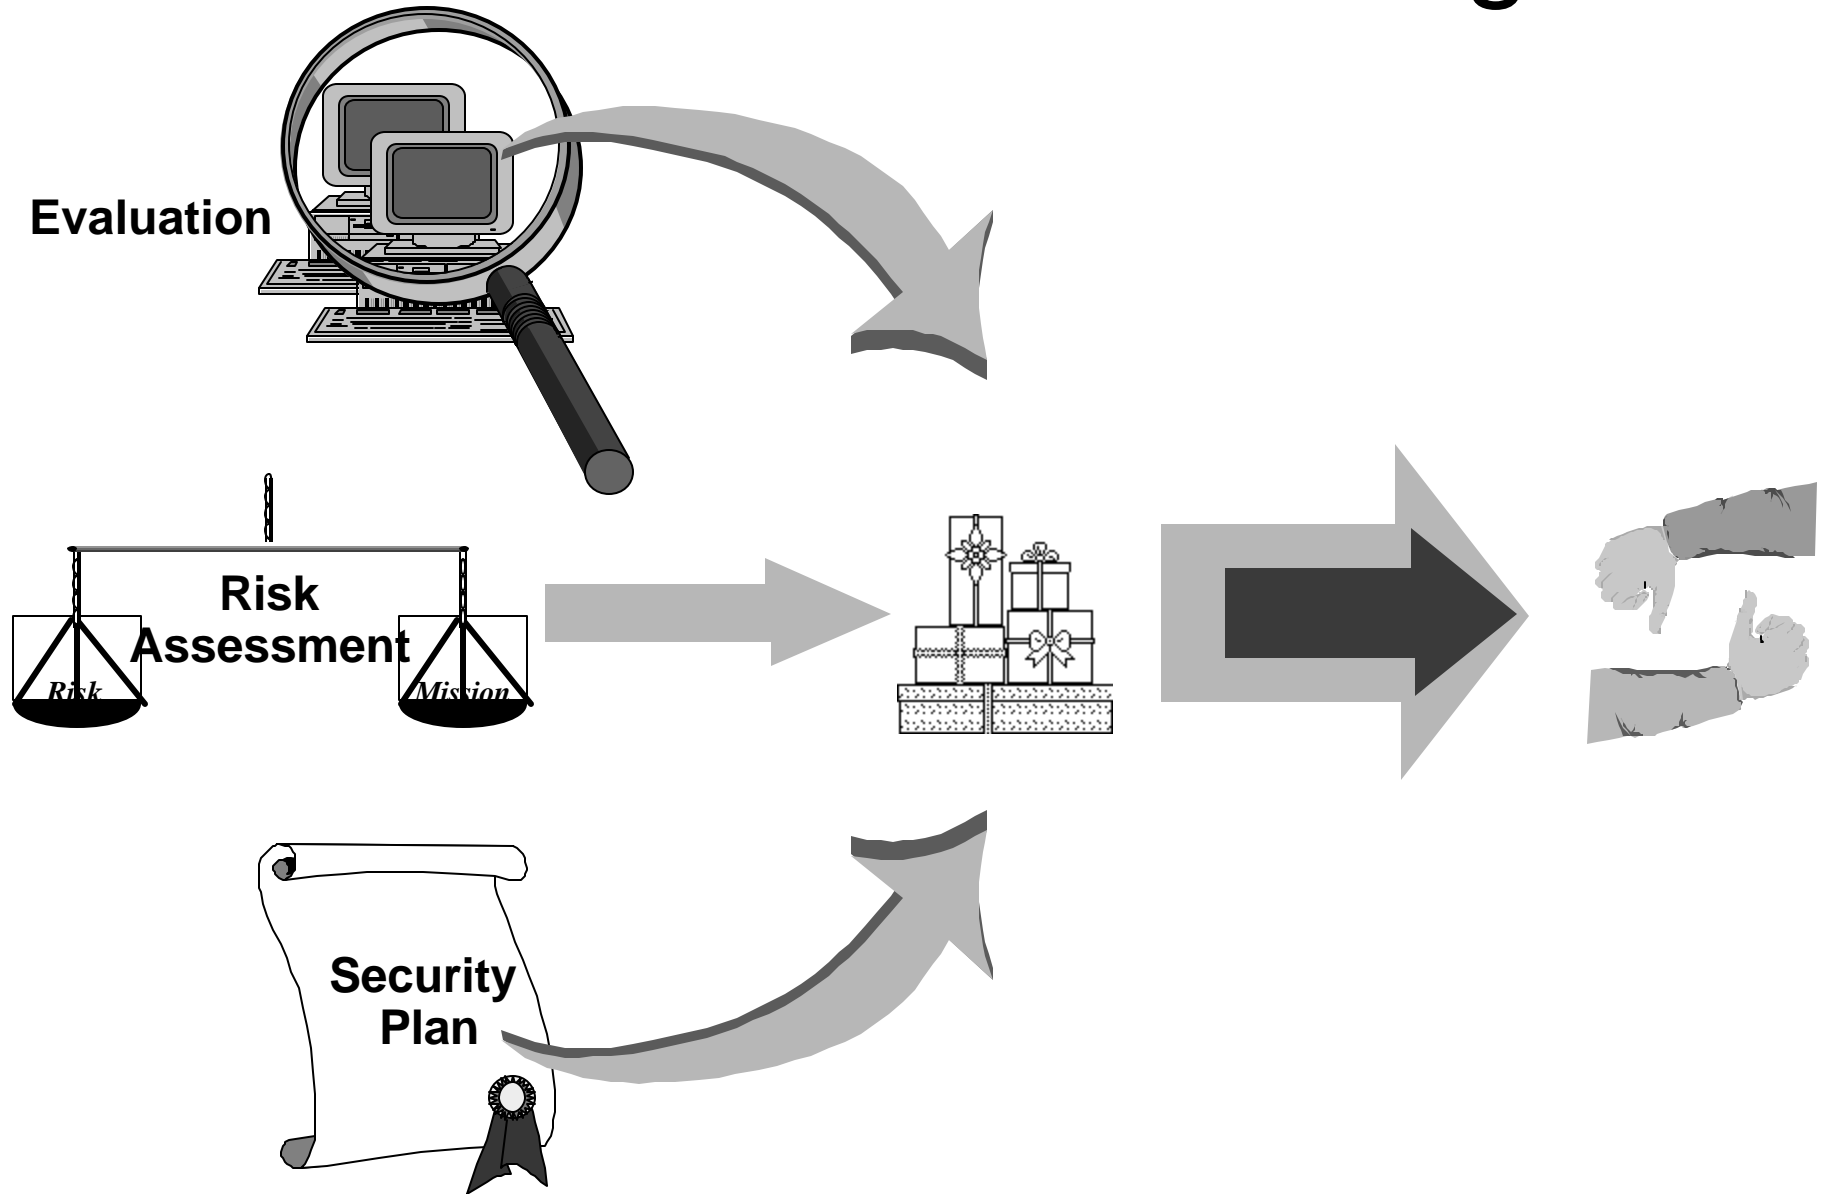 Evaluation
Risk
Assessment
Risk
Mission
Security
Plan